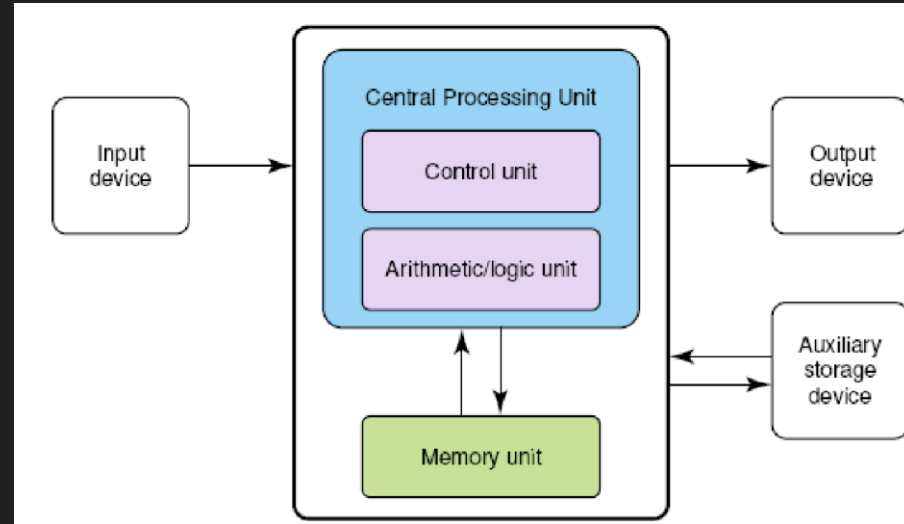 Central Processing Unit
Control unit
Arithmetic/logic unit
Memory unit
Input
device
Output
device
Auxiliary
storage
device